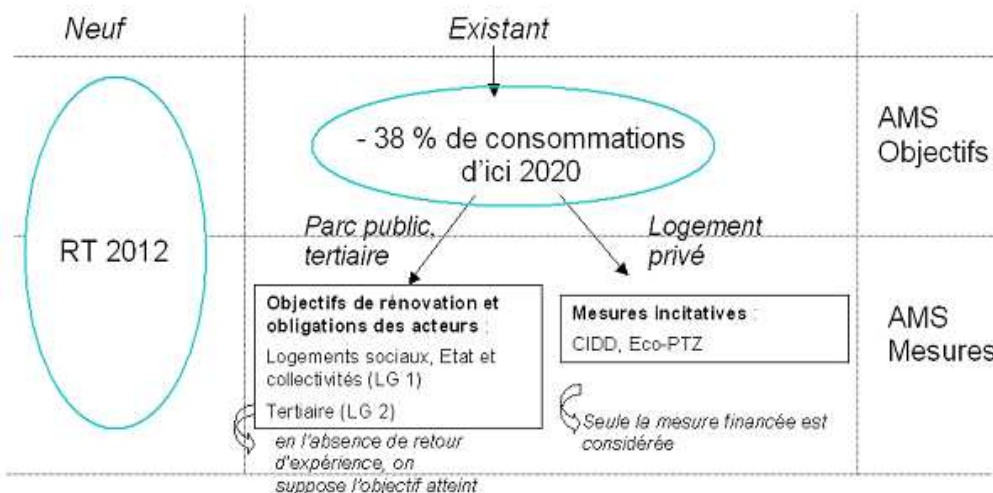 Neuf
Existant
- 38 % de consommations
d'ici 2020
AMS
Objectifs
RT 2012
Parc public,
tertiaire
Logement
privé
Objectifs de rénovation et
obligations des acteurs :
Logements sociaux, Etat et
collectivités (LG 1)
Tertiaire (LG 2)
en l'absence de retour
d'expérience, on
suppose l'objectif atteint
Mesures Incitatives :
CIDD, Eco-PTZ
Seule la mesure financée est
considérée
AMS
Mesures